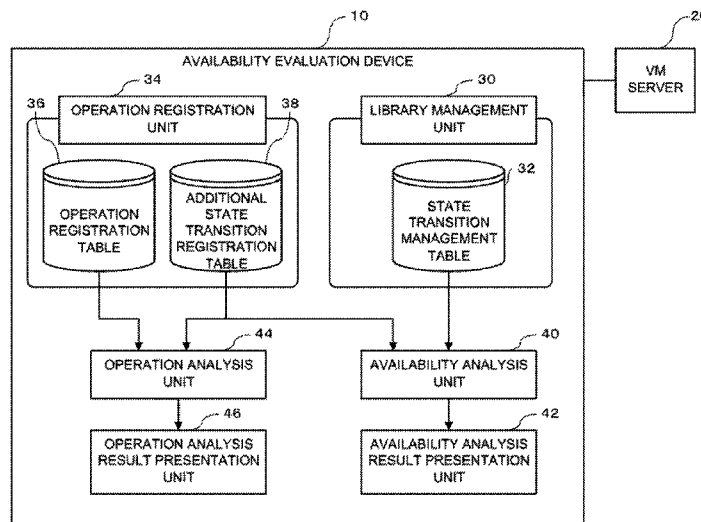 10
20
AVAILABILITY EVALUATION DEVICE
VM
SERVER
34
30
36
OPERATION REGISTRATION
UNIT
38
LIBRARY MANAGEMENT
UNIT
OPERATION
REGISTRATION
TABLE
ADDITIONAL
STATE
TRANSITION
REGISTRATION
TABLE
32
STATE
TRANSITION
MANAGEMENT
TABLE
44
40
OPERATION ANALYSIS
UNIT
AVAILABILITY ANALYSIS
UNIT
46
42
OPERATION ANALYSIS
RESULT PRESENTATION
UNIT
AVAILABILITY ANALYSIS
RESULT PRESENTATION
UNIT